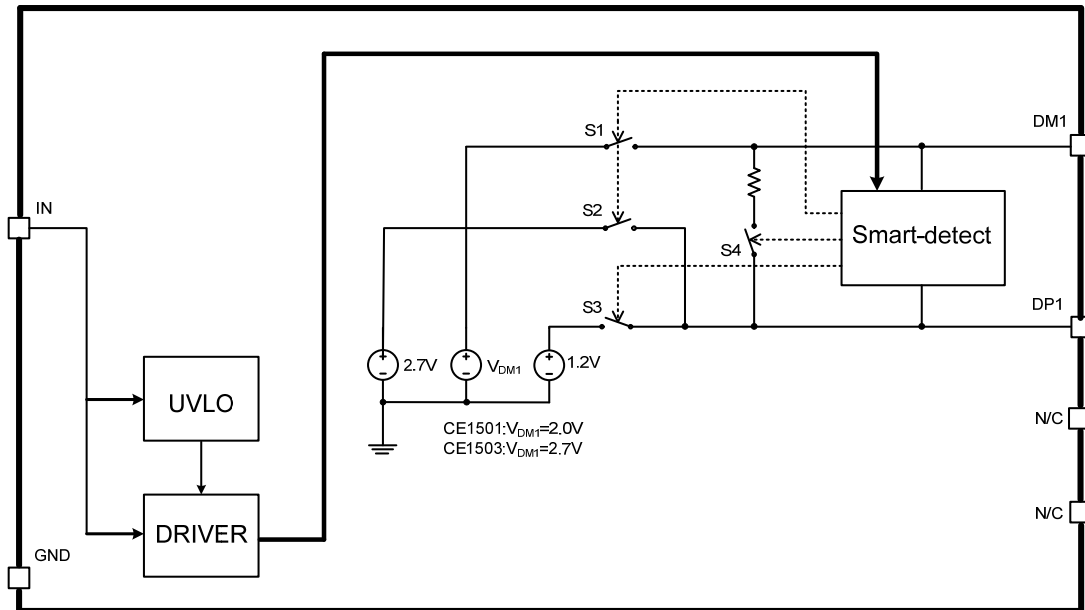 DM1
S1
IN
S2
Smart-detect
S4
DP1
S3
2.7V
VDM1
1.2V
UVLO
N/C
CE1501:VDM1=2.0V
CE1503:VDM1=2.7V
N/C
DRIVER
GND